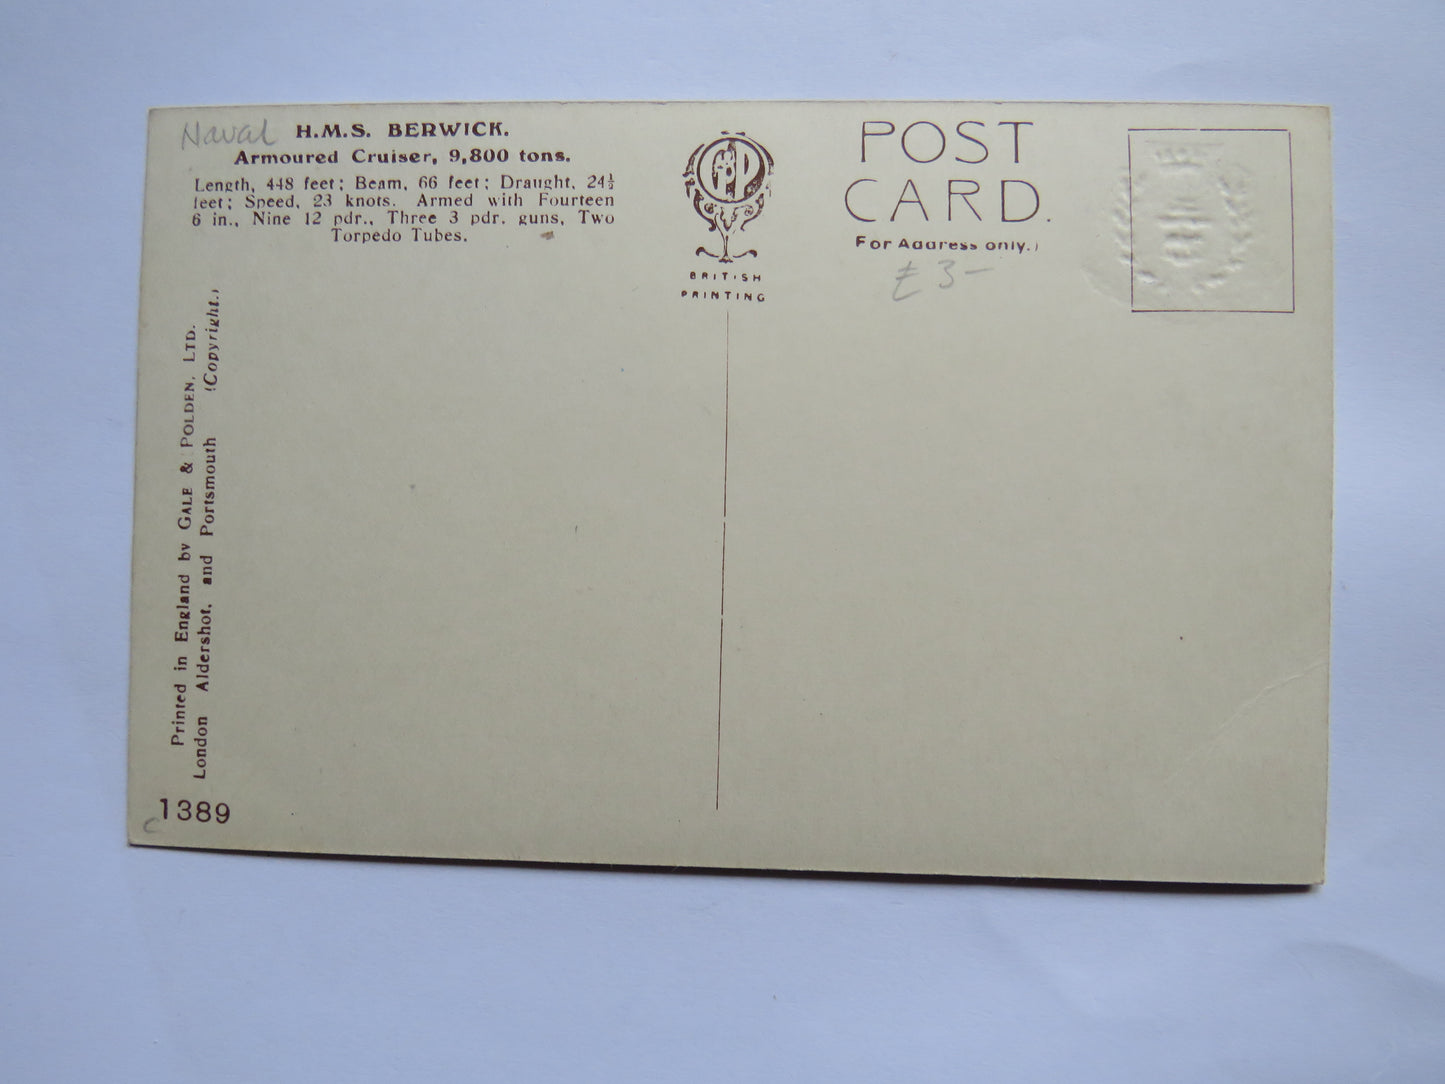 Naval
H.M.S. BERWICK.
Armoured Cruiser, 9,800 tons.
Length, 448 feet; Beam, 66 feet; Draught, 24½
feet; Speed, 23 knots. Armed with Fourteen
6 in., Nine 12 pdr., Three 3 pdr. guns, Two
Torpedo Tubes.
G&P
BRITISH
PRINTING
POST
CARD.
For Address only.)
£3-
Printed in England by GALE & POLDEN, LTD.
London Aldershot, and Portsmouth (Copyright.)
c
1389